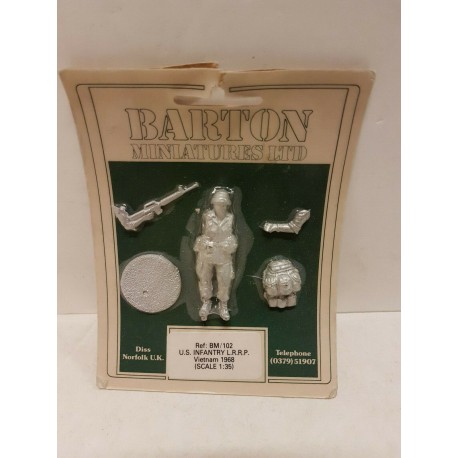 BARTON
MINIATURES LTD
Diss
Norfolk U.K.
Ref: BM/102
U.S. INFANTRY L.R.R.P.
Vietnam 1968
(SCALE 1:35)
Telephone
(0379) 51907